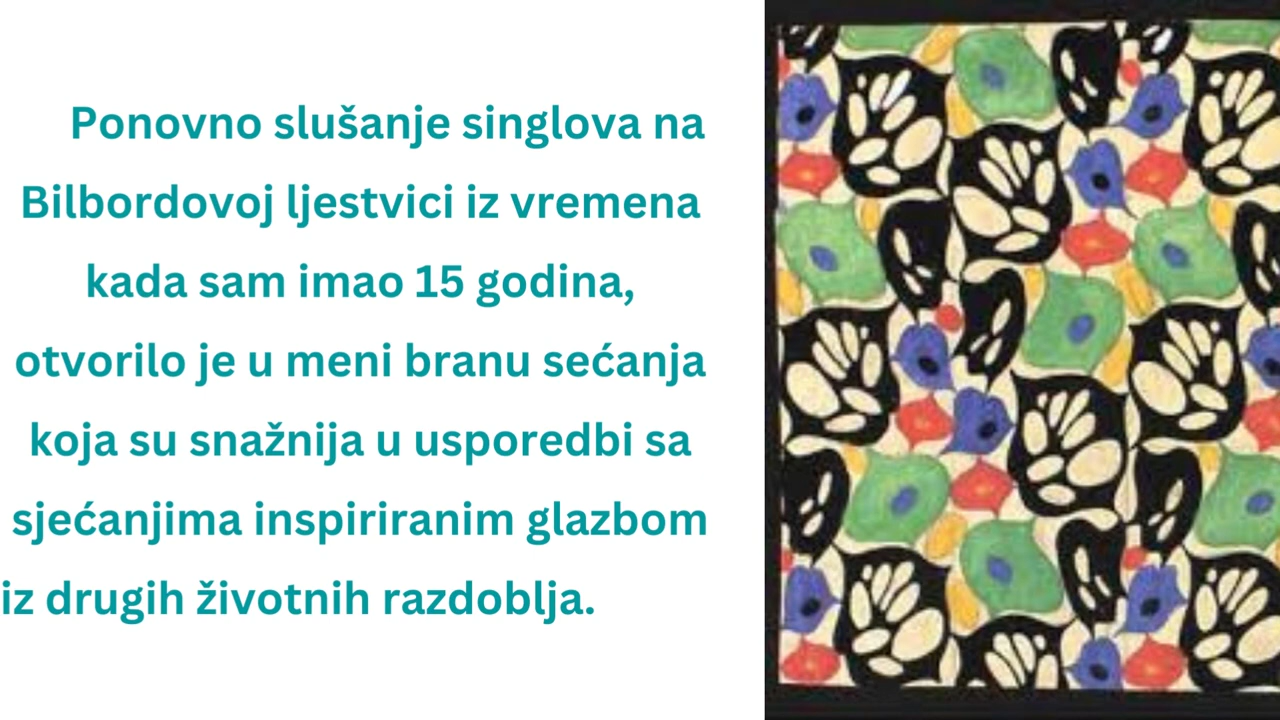 Ponovno slušanje singlova na
Bilbordovoj ljestvici iz vremena
kada sam imao 15 godina,
otvorilo je u meni branu sećanja
koja su snažnija u usporedbi sa
sjećanjima inspiriranim glazbom
iz drugih životnih razdoblja.